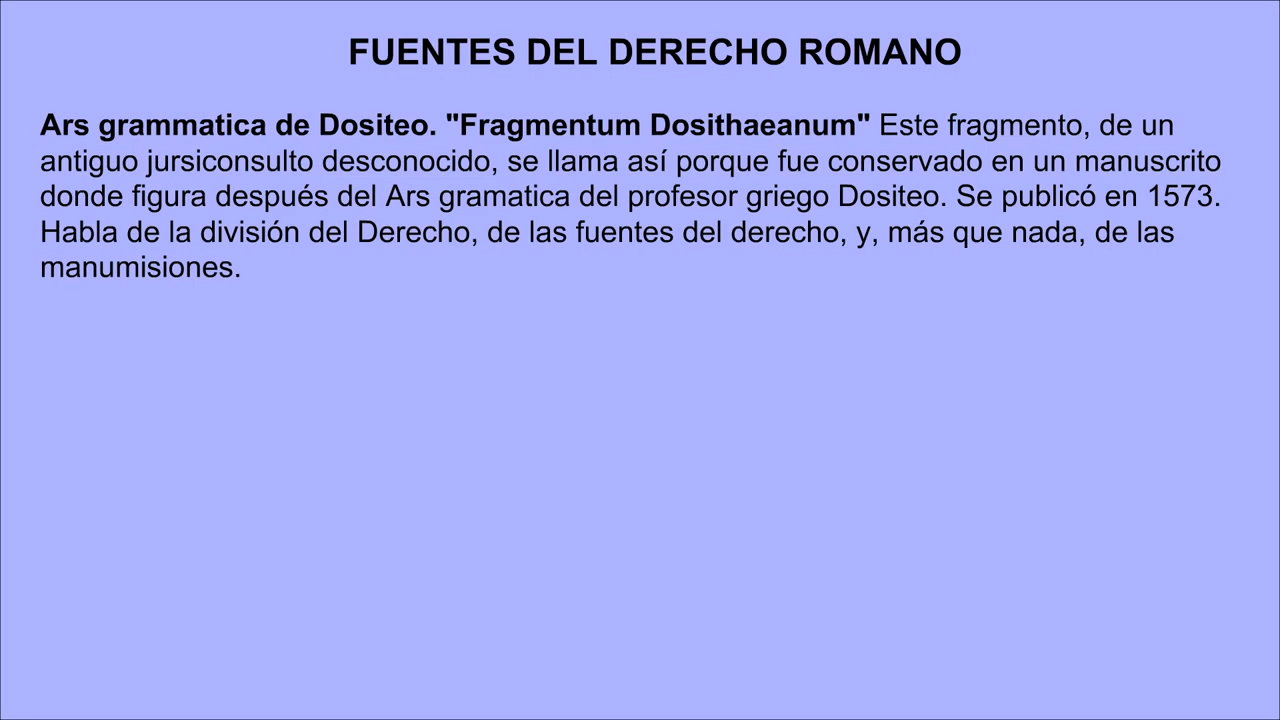 FUENTES DEL DERECHO ROMANO
Ars grammatica de Dositeo. "Fragmentum Dosithaeanum" Este fragmento, de un
antiguo jursiconsulto desconocido, se llama así porque fue conservado en un manuscrito
donde figura después del Ars gramatica del profesor griego Dositeo. Se publicó en 1573.
Habla de la división del Derecho, de las fuentes del derecho, y, más que nada, de las
manumisiones.